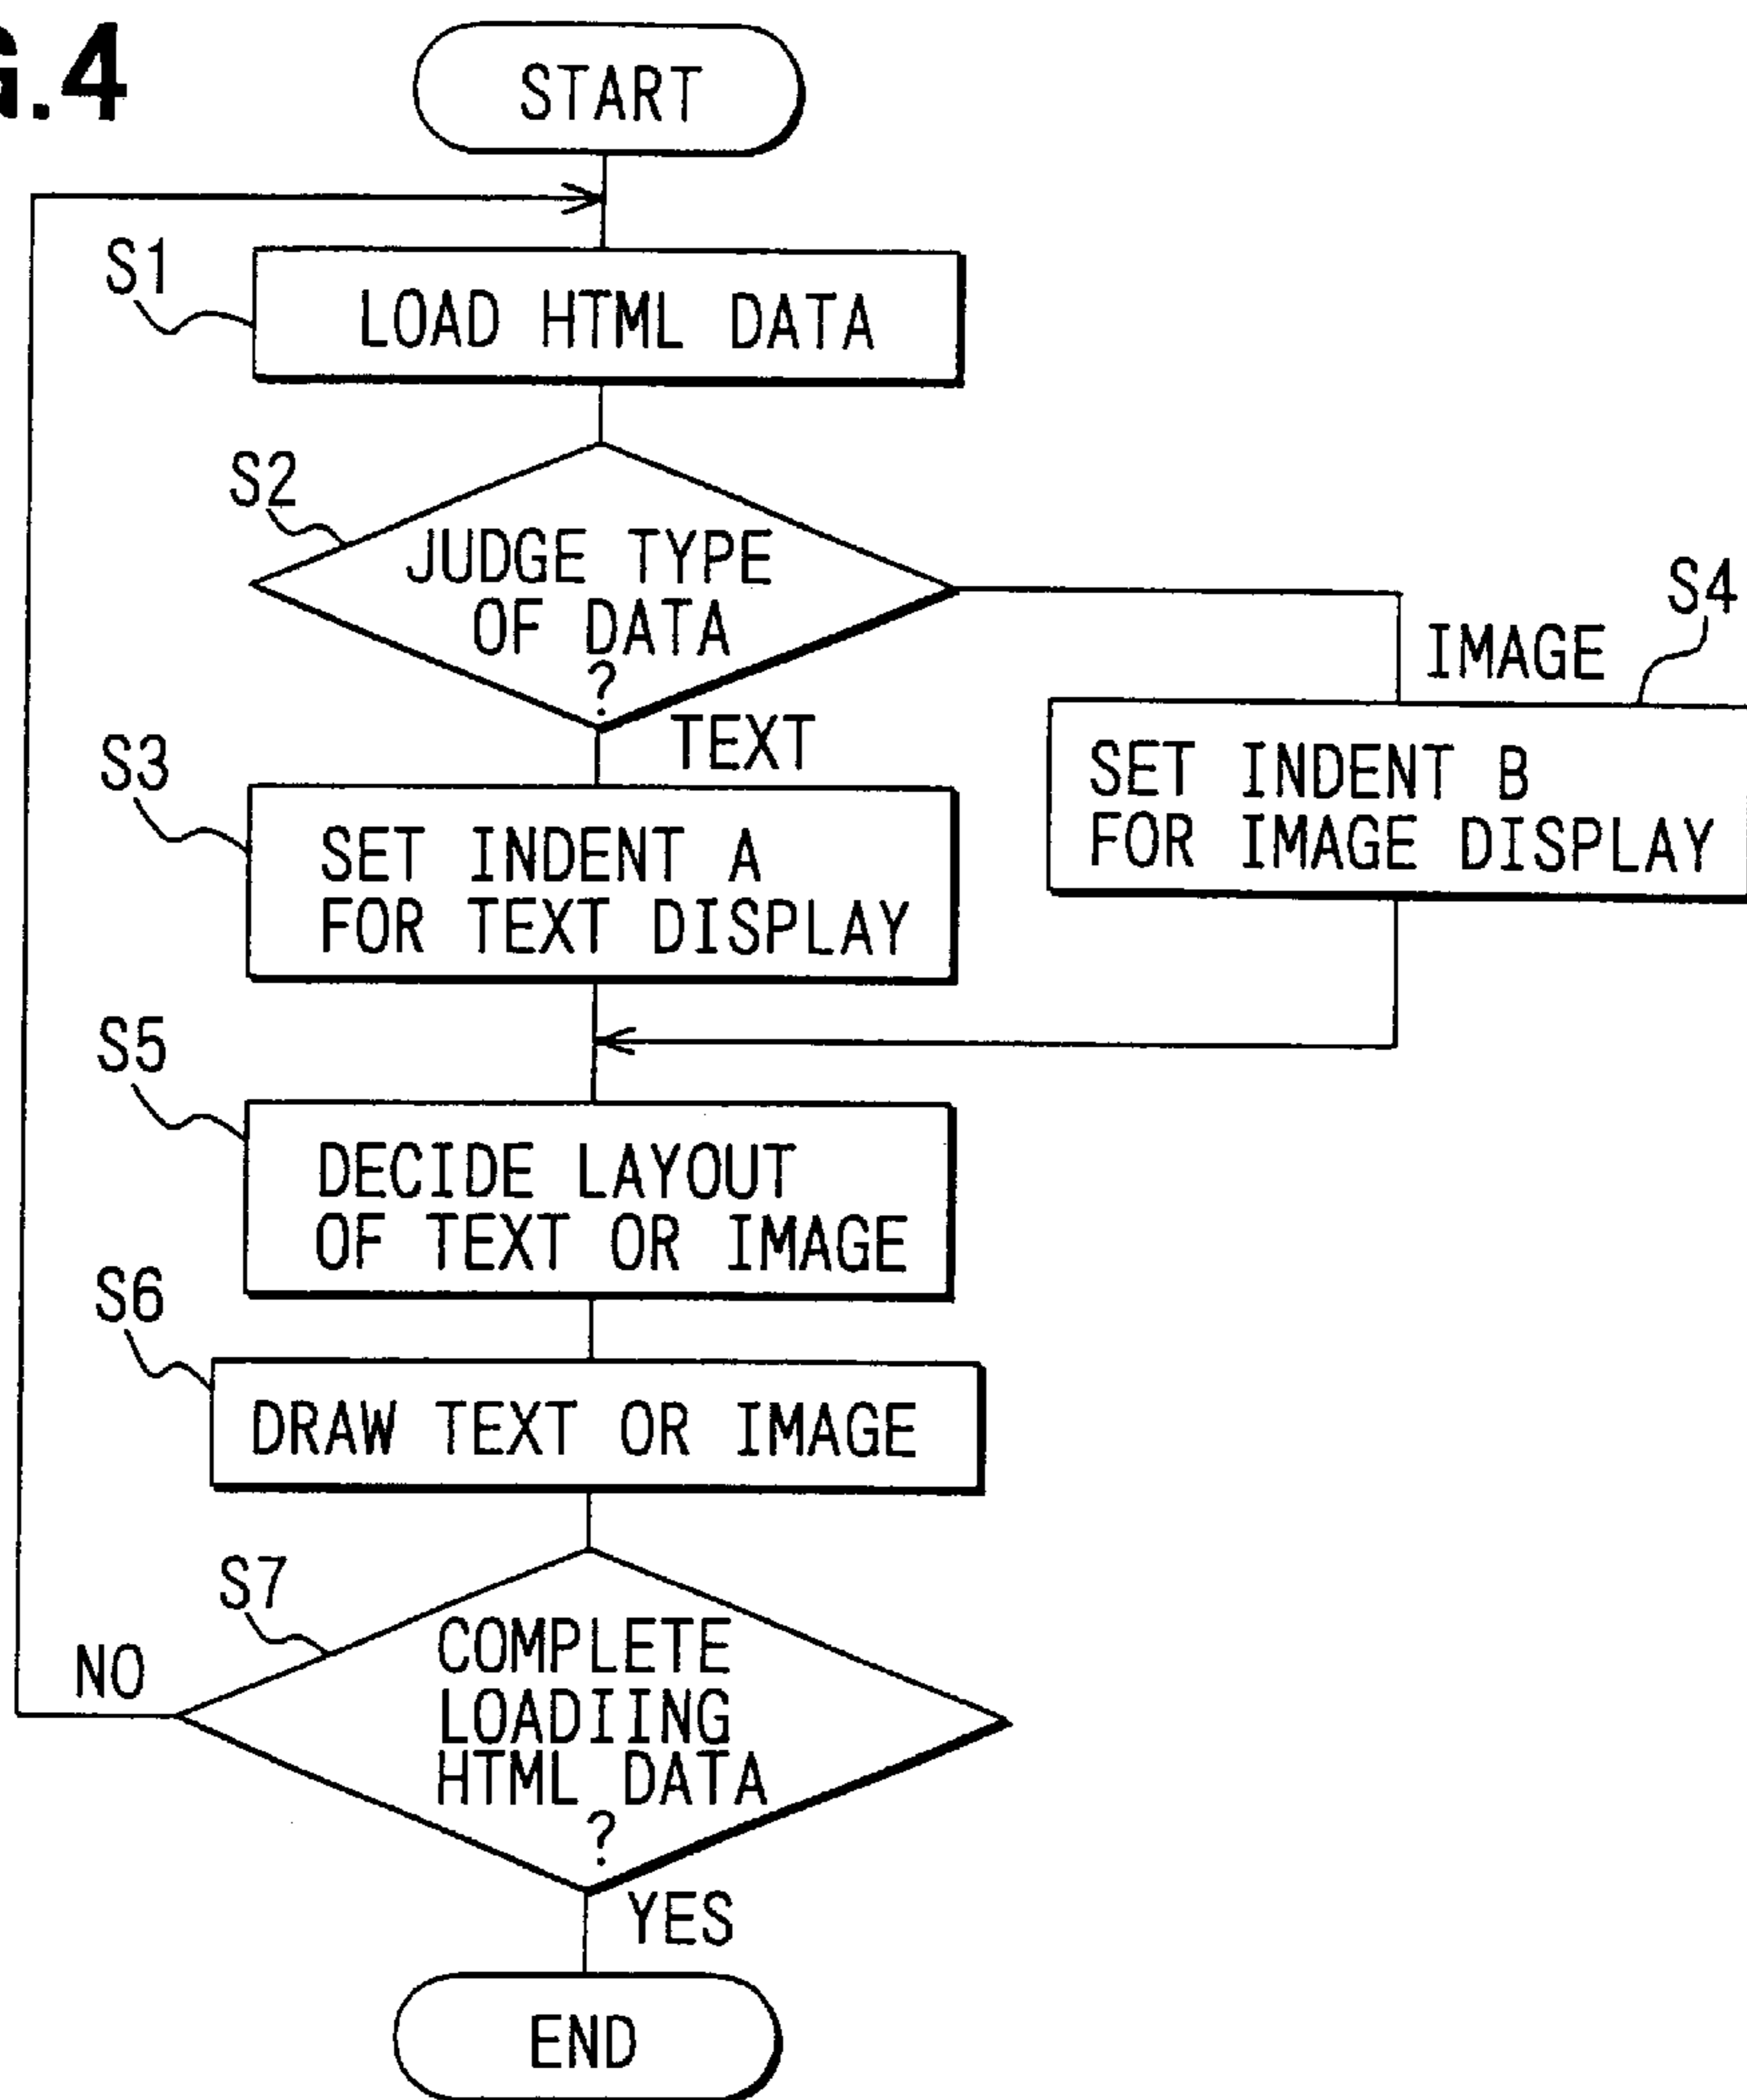 G.4
START
S1
LOAD HTML DATA
S2
JUDGE TYPE
OF DATA
?
IMAGE
S4
TEXT
SET INDENT B
FOR IMAGE DISPLAY
S3
SET INDENT A
FOR TEXT DISPLAY
S5
DECIDE LAYOUT
OF TEXT OR IMAGE
S6
DRAW TEXT OR IMAGE
S7
NO
COMPLETE
LOADIING
HTML DATA
?
YES
END